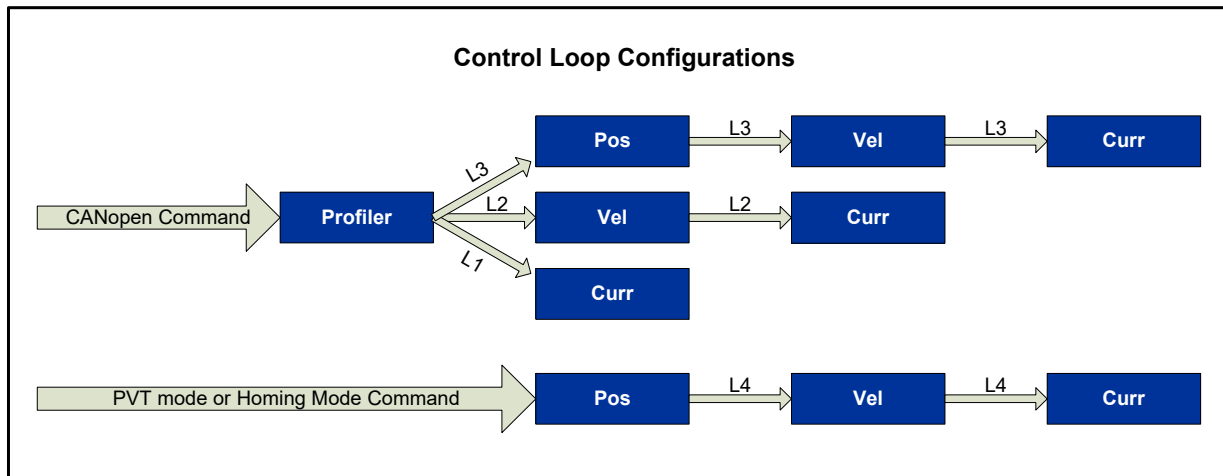 Control Loop Configurations
Pos
L3
Vel
L3
Curr
L3
CANopen Command
Profiler
L2
Vel
L2
Curr
L1
Curr
PVT mode or Homing Mode Command
Pos
L4
Vel
L4
Curr